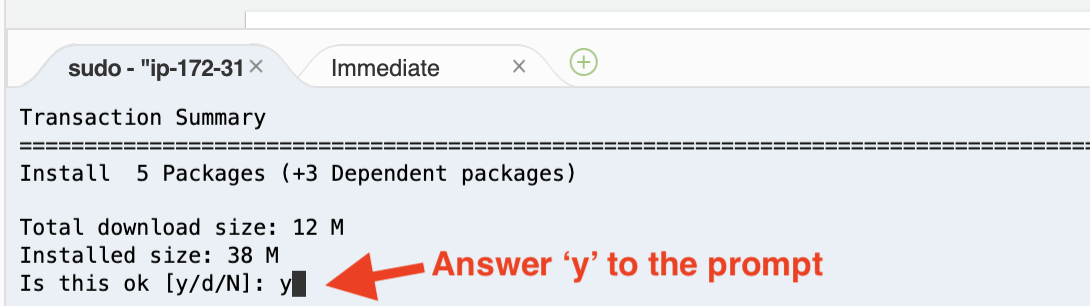 sudo - "ip-172-31 × Immediate ×
Transaction Summary
================================================================================
Install  5 Packages (+3 Dependent packages)
Total download size: 12 M
Installed size: 38 M
Is this ok [y/d/N]: y
Answer ‘y’ to the prompt